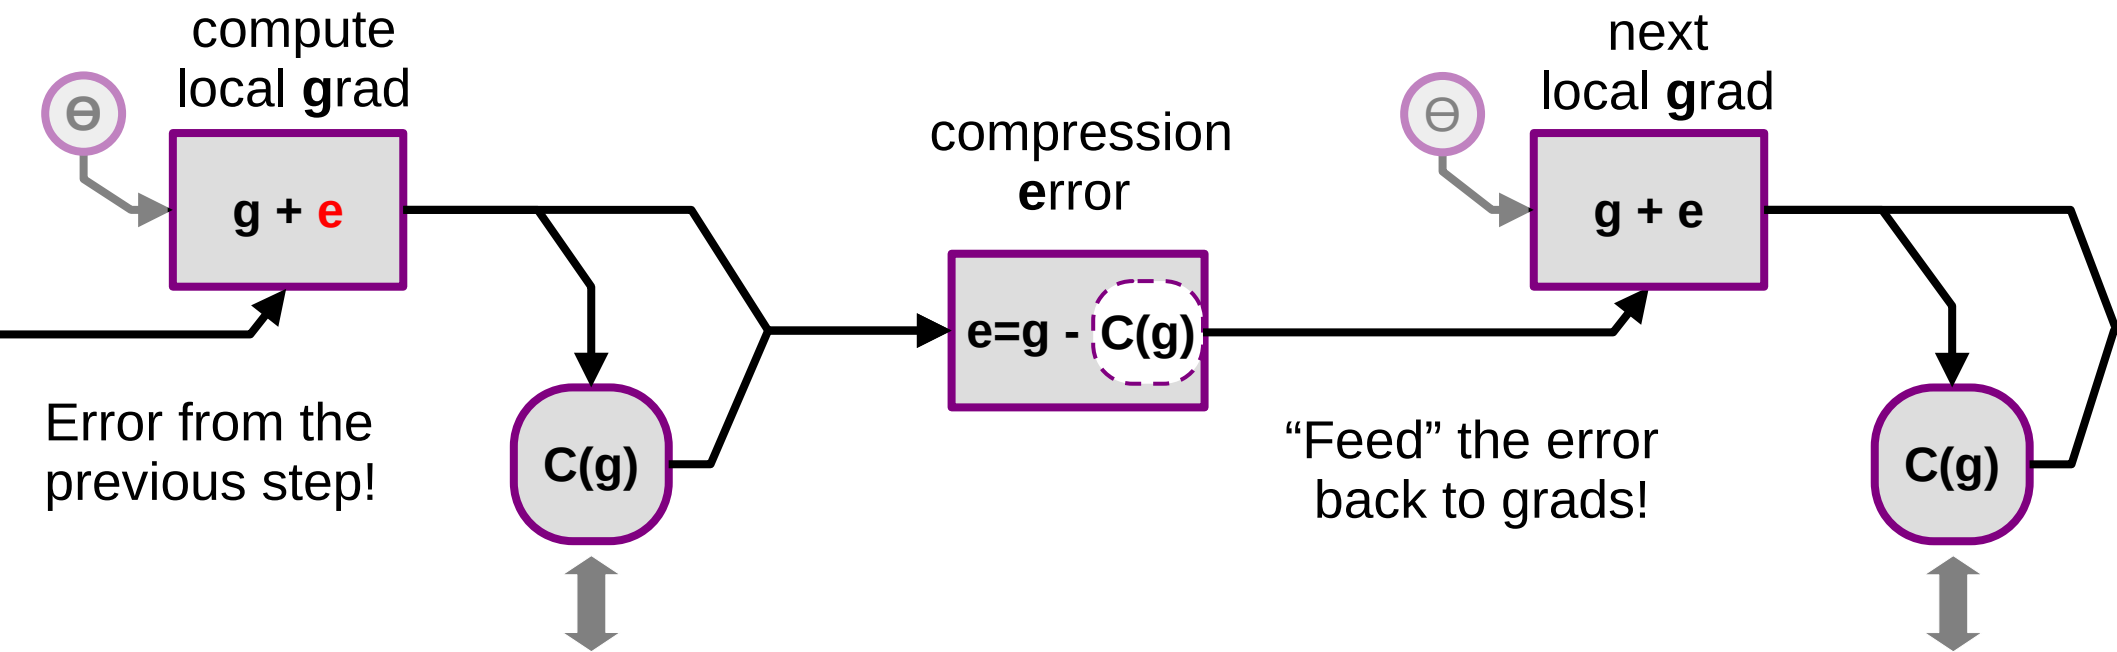 compute
local grad
Ө
g + e
Error from the
previous step!
C(g)
compression
error
e=g - C(g)
“Feed” the error
back to grads!
next
local grad
Ө
g + e
C(g)